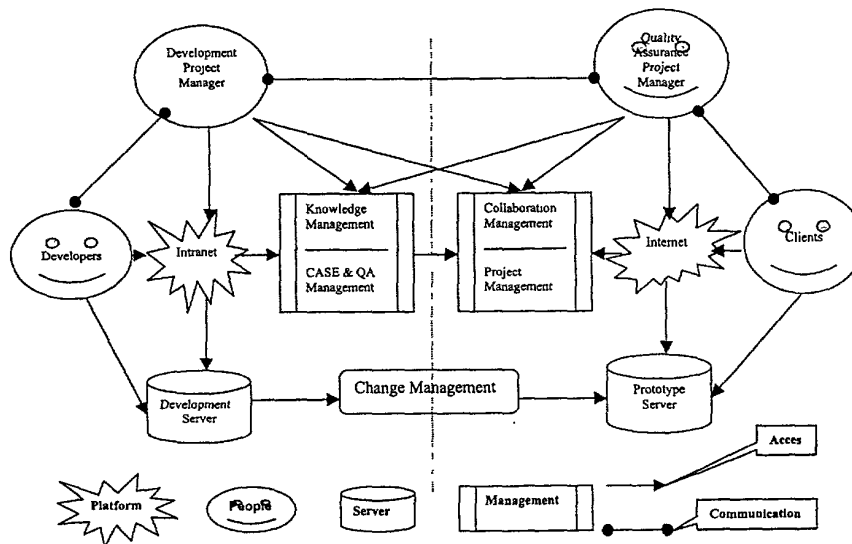 Development
Project
Manager
Quality
Assurance
Project
Manager
Developers
Intranet
Knowledge
Management
CASE & QA
Management
Collaboration
Management
Project
Management
Internet
Clients
Development
Server
Change Management
Prototype
Server
Acces
Platform
People
Server
Management
Communication